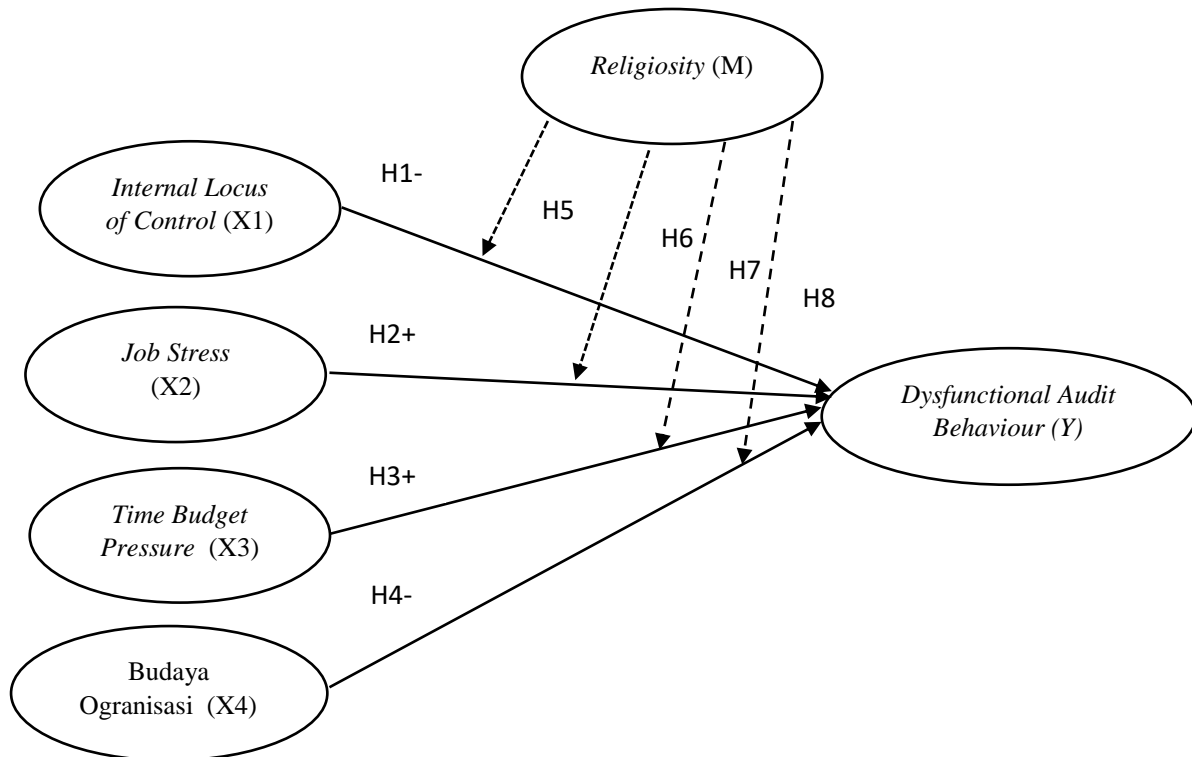 Religiosity (M)
H1-
Internal Locus
of Control (X1)
H5
H6
H7
H8
H2+
Job Stress
(X2)
Dysfunctional Audit
Behaviour (Y)
H3+
Time Budget
Pressure (X3)
H4-
Budaya
Ogranisasi (X4)